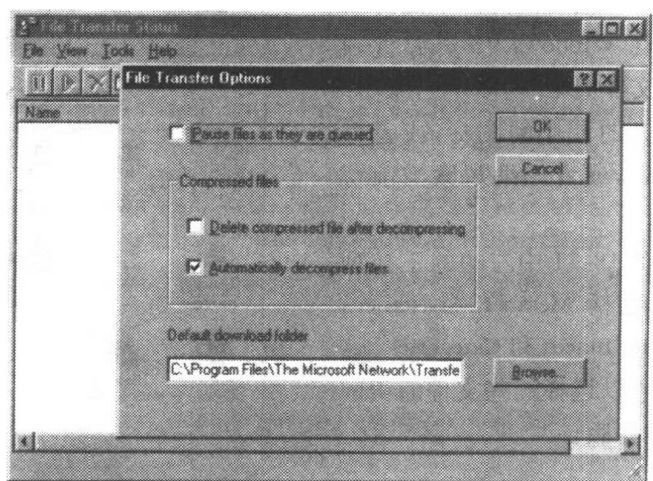 File Transfer Status
File View Tools Help
File Transfer Options
Name
Pause files as they are queued
OK
Cancel
Compressed files
Delete compressed file after decompressing
Automatically decompress files
Default download folder
C:\Program Files\The Microsoft Network\Transfe
Browse...